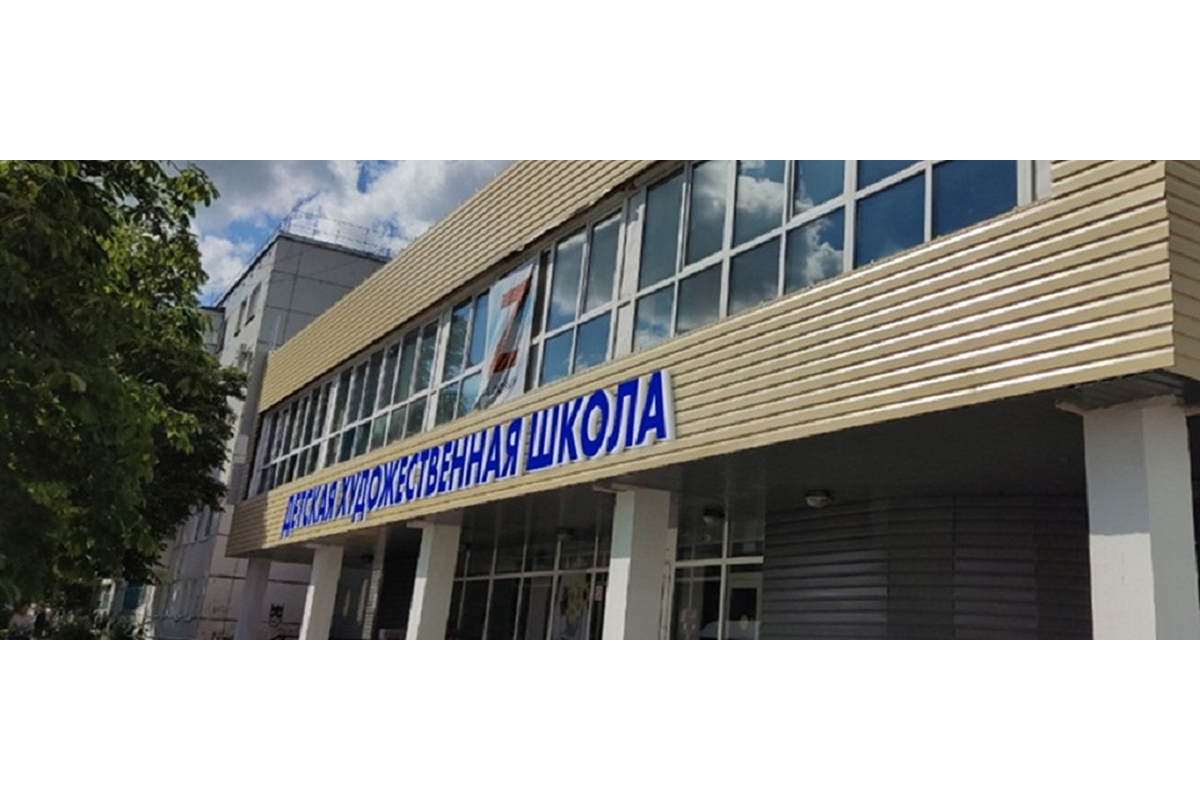 Z
ДЕТСКАЯ ХУДОЖЕСТВЕННАЯ ШКОЛА